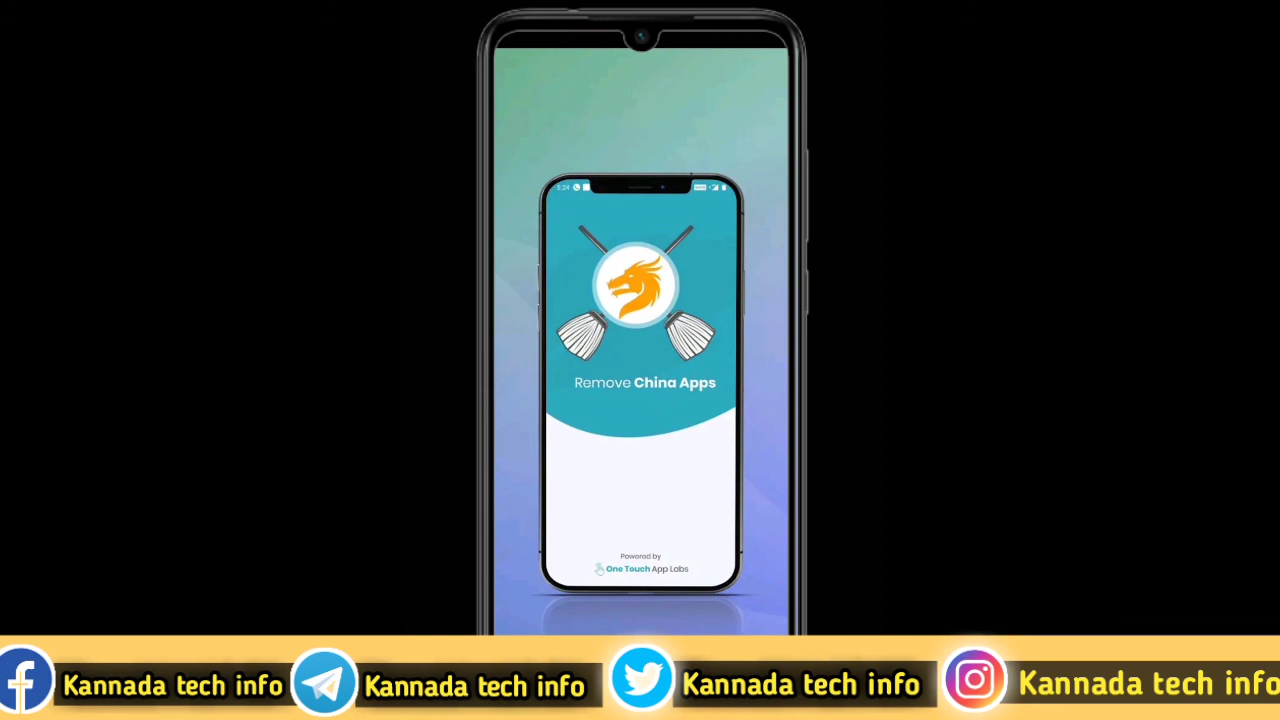 5:24
Remove China Apps
Powered by
One Touch App Labs
Kannada tech info
Kannada tech info
Kannada tech info
Kannada tech info